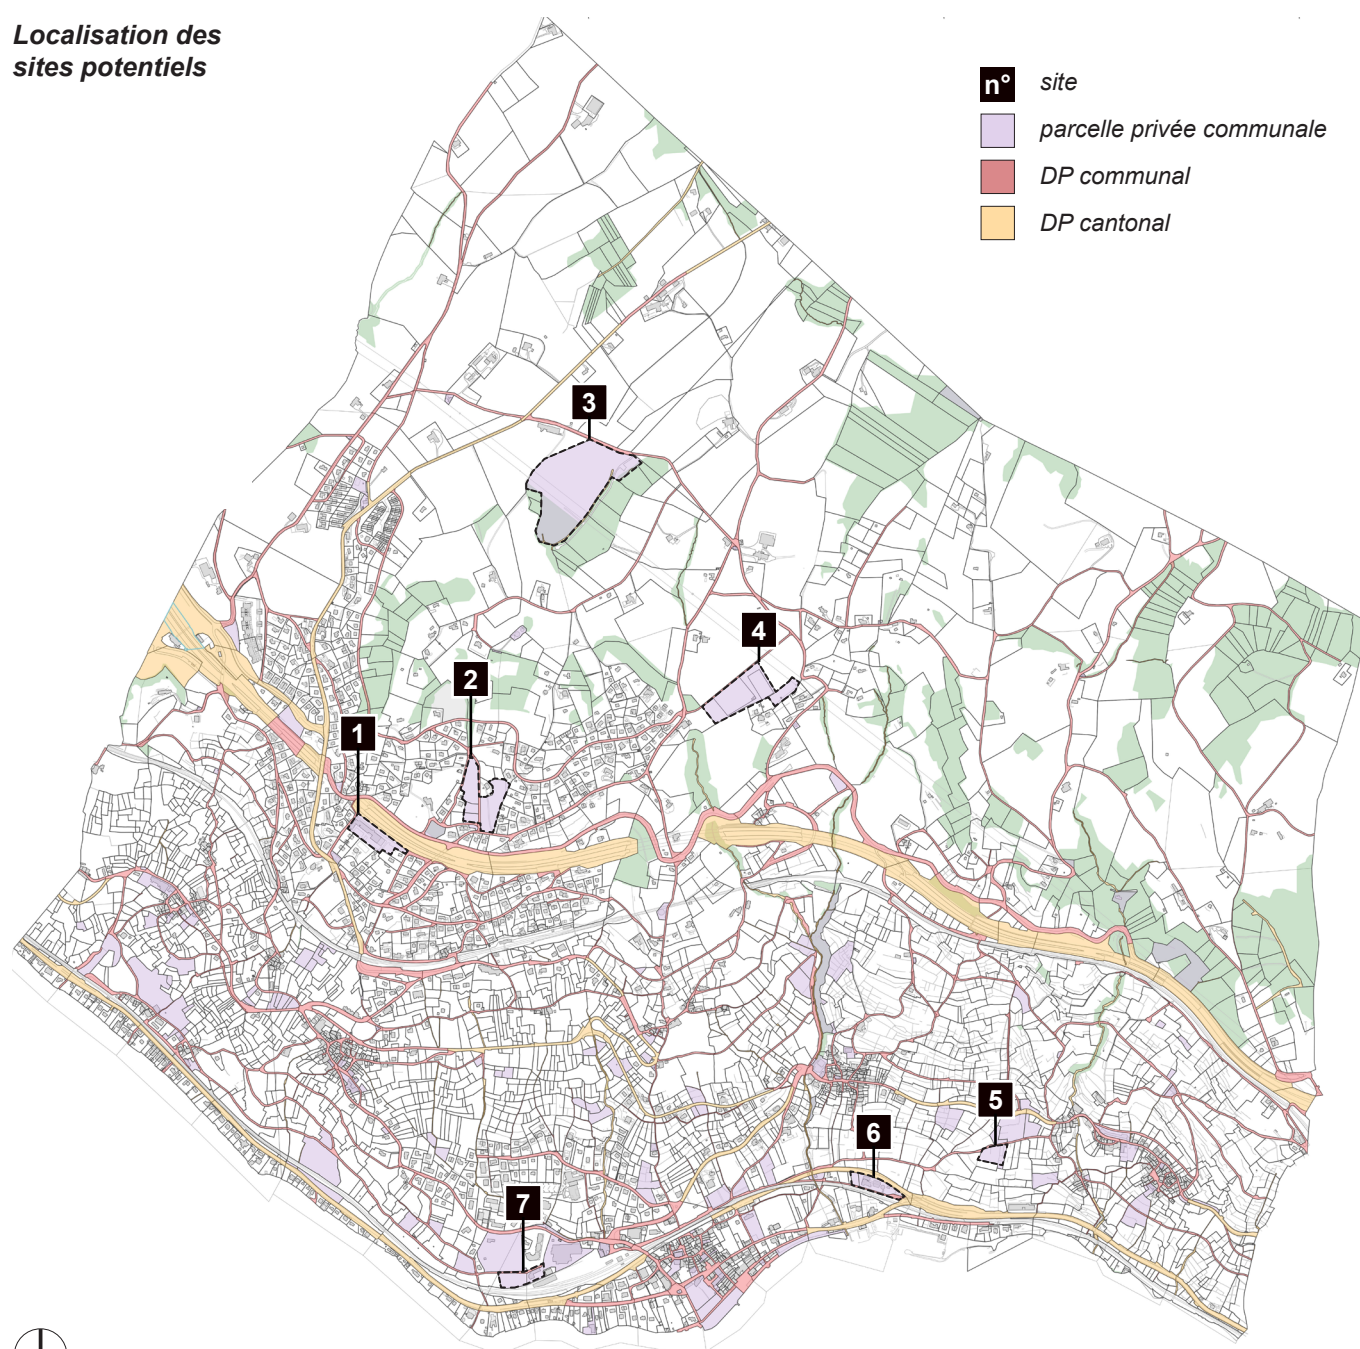 Localisation des
sites potentiels
n° site
parcelle privée communale
DP communal
DP cantonal
3
4
2
1
5
6
7